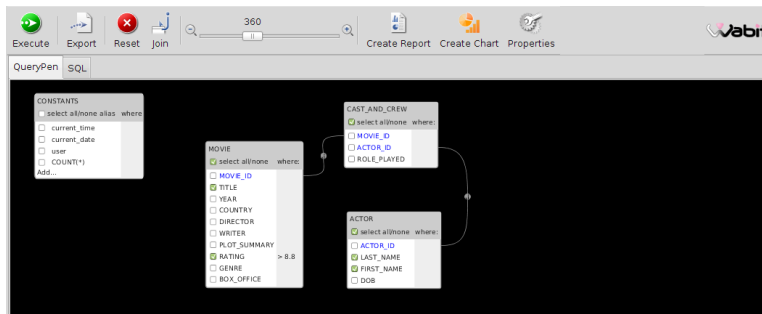 360
Execute Export Reset Join Create Report Create Chart Properties
Wabi
QueryPen SQL
CONSTANTS
select all/none alias where
current_time
current_date
user
COUNT(*)
Add...
MOVIE
select all/none where:
MOVIE_ID
TITLE
YEAR
COUNTRY
DIRECTOR
WRITER
PLOT_SUMMARY
RATING > 8.8
GENRE
BOX_OFFICE
CAST_AND_CREW
select all/none where:
MOVIE_ID
ACTOR_ID
ROLE_PLAYED
ACTOR
select all/none where:
ACTOR_ID
LAST_NAME
FIRST_NAME
DOB